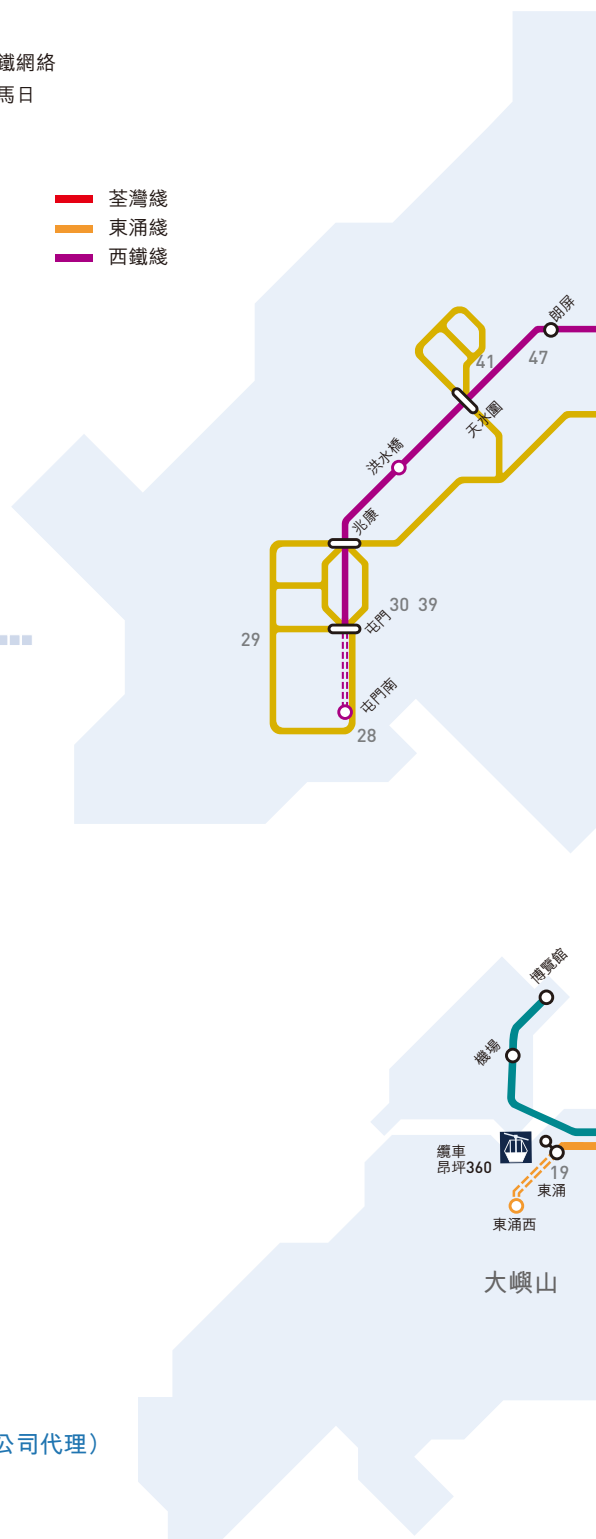 鐵網絡
馬日
荃灣綫
東涌綫
西鐵綫
朗屏
41
47
天水圍
洪水橋
兆康
30 39
屯門
29
屯門南
28
博覽館
機場
纜車
昂坪360
19
東涌
東涌西
大嶼山
公司代理）